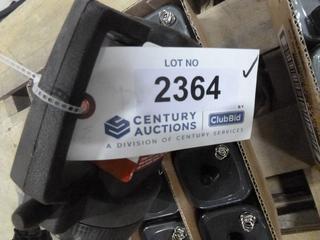 LOT NO
2364
CENTURY
AUCTIONS
BY
ClubBid
A DIVISION OF CENTURY SERVICES